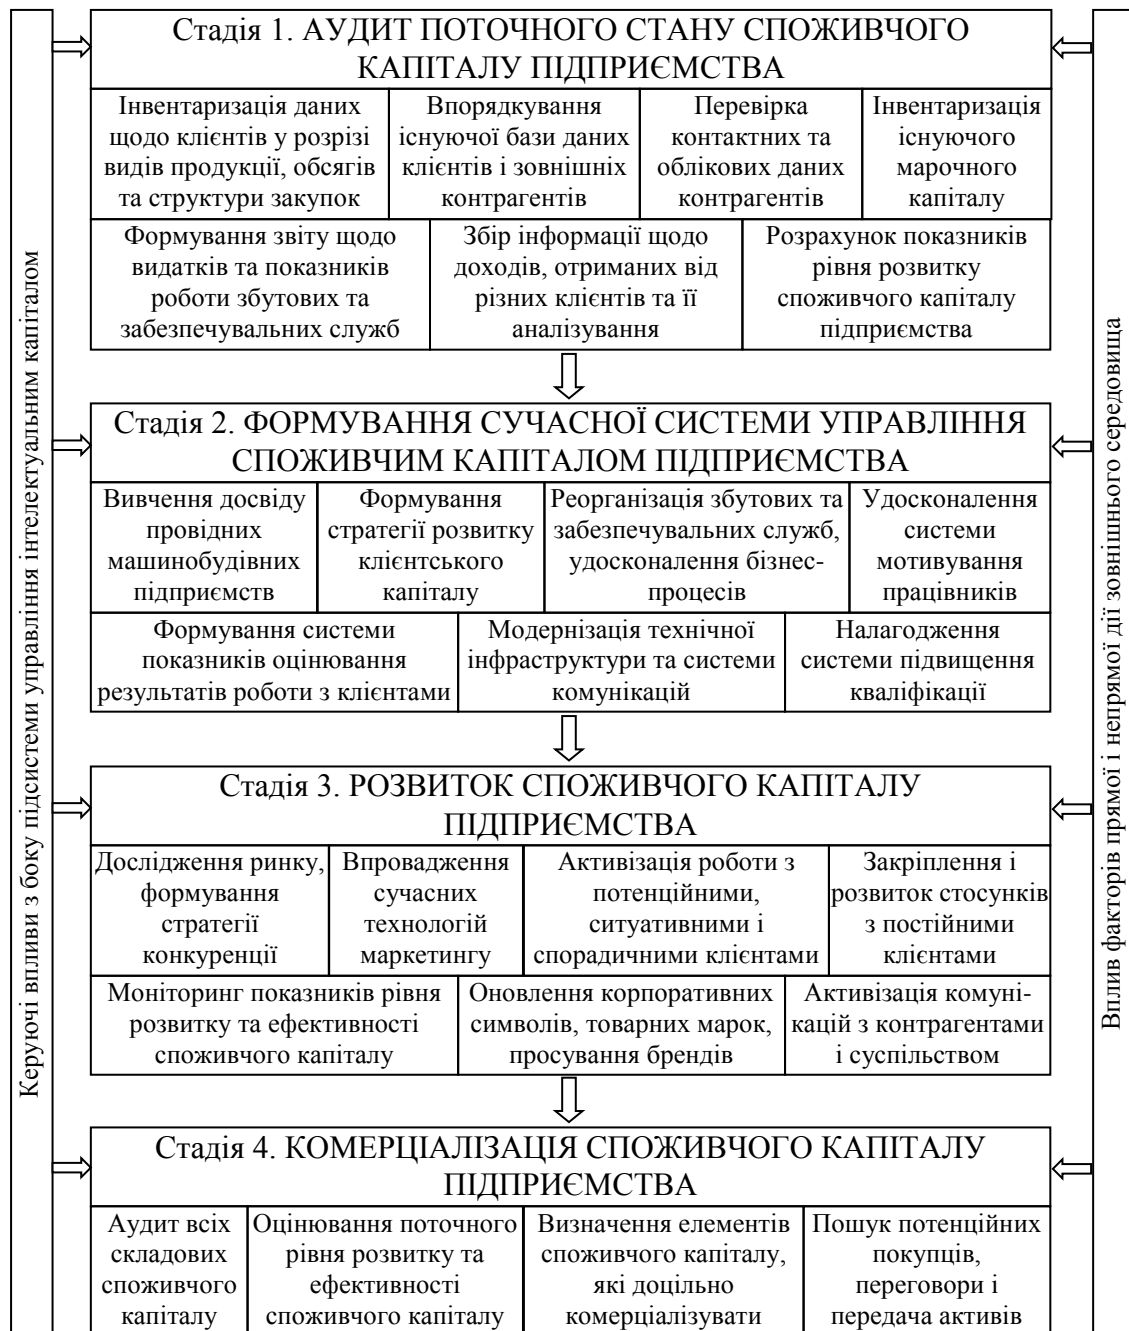 Керуючі впливи з боку підсистеми управління інтелектуальним капіталом
Стадія 1. АУДИТ ПОТОЧНОГО СТАНУ СПОЖИВЧОГО
КАПІТАЛУ ПІДПРИЄМСТВА
Інвентаризація даних
щодо клієнтів у розрізі
видів продукції, обсягів
та структури закупок
Впорядкування
існуючої бази даних
клієнтів і зовнішніх
контрагентів
Перевірка
контактних та
облікових даних
контрагентів
Інвентаризація
існуючого
марочного
капіталу
Формування звіту щодо
видатків та показників
роботи збутових та
забезпечувальних служб
Збір інформації щодо
доходів, отриманих від
різних клієнтів та її
аналізування
Розрахунок показників
рівня розвитку
споживчого капіталу
підприємства
Стадія 2. ФОРМУВАННЯ СУЧАСНОЇ СИСТЕМИ УПРАВЛІННЯ
СПОЖИВЧИМ КАПІТАЛОМ ПІДПРИЄМСТВА
Вивчення досвіду
провідних
машинобудівних
підприємств
Формування
стратегії розвитку
клієнтського
капіталу
Реорганізація збутових та
забезпечувальних служб,
удосконалення бізнес-
процесів
Удосконалення
системи
мотивування
працівників
Формування системи
показників оцінювання
результатів роботи з клієнтами
Модернізація технічної
інфраструктури та системи
комунікацій
Налагодження
системи підвищення
кваліфікації
Стадія 3. РОЗВИТОК СПОЖИВЧОГО КАПІТАЛУ
ПІДПРИЄМСТВА
Дослідження ринку,
формування
стратегії
конкуренції
Впровадження
сучасних
технологій
маркетингу
Активізація роботи з
потенційними,
ситуативними і
спорадичними клієнтами
Закріплення і
розвиток стосунків
з постійними
клієнтами
Моніторинг показників рівня
розвитку та ефективності
споживчого капіталу
Оновлення корпоративних
символів, товарних марок,
просування брендів
Активізація комуні-
кацій з контрагентами
і суспільством
Стадія 4. КОМЕРЦІАЛІЗАЦІЯ СПОЖИВЧОГО КАПІТАЛУ
ПІДПРИЄМСТВА
Аудит всіх
складових
споживчого
капіталу
Оцінювання поточного
рівня розвитку та
ефективності
споживчого капіталу
Визначення елементів
споживчого капіталу,
які доцільно
комерціалізувати
Пошук потенційних
покупців,
переговори і
передача активів
Вплив факторів прямої і непрямої дії зовнішнього середовища